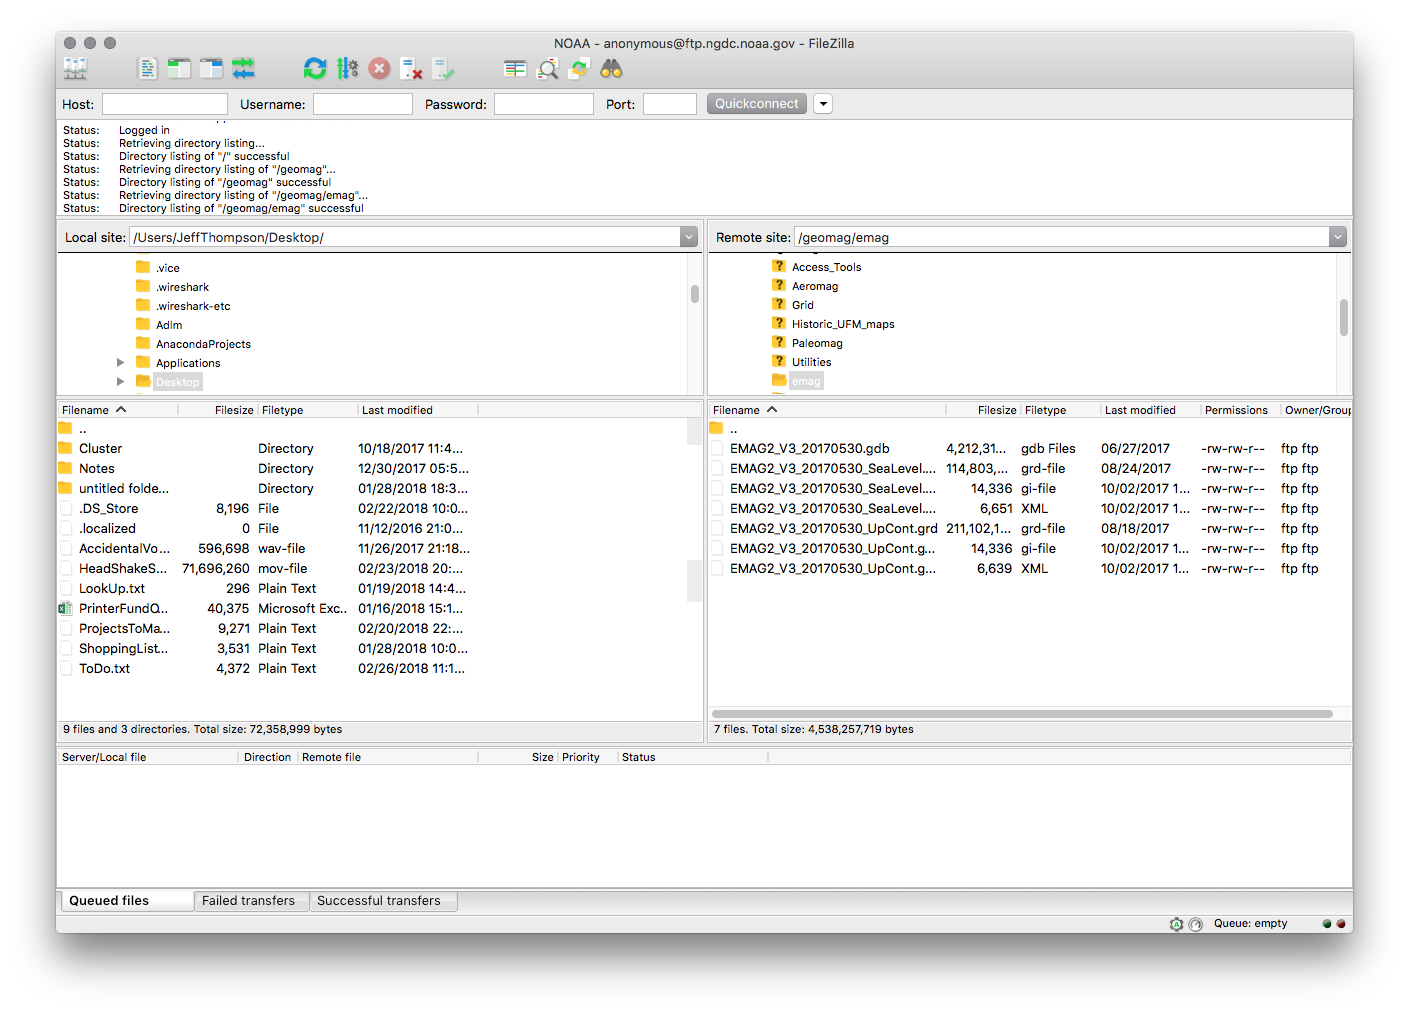 NOAA - anonymous@ftp.ngdc.noaa.gov - FileZilla
Host: Username: Password: Port: Quickconnect
Status: Logged in
Status: Retrieving directory listing...
Status: Directory listing of "/" successful
Status: Retrieving directory listing of "/geomag"...
Status: Directory listing of "/geomag" successful
Status: Retrieving directory listing of "/geomag/emag"...
Status: Directory listing of "/geomag/emag" successful
Local site: /Users/JeffThompson/Desktop/
.vice
.wireshark
.wireshark-etc
Adlm
AnacondaProjects
Applications
Desktop
Remote site: /geomag/emag
Access_Tools
Aeromag
Grid
Historic_UFM_maps
Paleomag
Utilities
emag
Filename Filesize Filetype Last modified
..
Cluster Directory 10/18/2017 11:4...
Notes Directory 12/30/2017 05:5...
untitled folde... Directory 01/28/2018 18:3...
.DS_Store 8,196 File 02/22/2018 10:0...
.localized 0 File 11/12/2016 21:0...
AccidentalVo... 596,698 wav-file 11/26/2017 21:18...
HeadShakeS... 71,696,260 mov-file 02/23/2018 20:...
LookUp.txt 296 Plain Text 01/19/2018 14:4...
PrinterFundQ... 40,375 Microsoft Exc.. 01/16/2018 15:1...
ProjectsToMa... 9,271 Plain Text 02/20/2018 22:...
ShoppingList... 3,531 Plain Text 01/28/2018 10:0...
ToDo.txt 4,372 Plain Text 02/26/2018 11:1...
9 files and 3 directories. Total size: 72,358,999 bytes
Filename Filesize Filetype Last modified Permissions Owner/Group
..
EMAG2_V3_20170530.gdb 4,212,31... gdb Files 06/27/2017 -rw-rw-r-- ftp ftp
EMAG2_V3_20170530_SeaLevel.... 114,803,... grd-file 08/24/2017 -rw-rw-r-- ftp ftp
EMAG2_V3_20170530_SeaLevel.... 14,336 gi-file 10/02/2017 1... -rw-rw-r-- ftp ftp
EMAG2_V3_20170530_SeaLevel.... 6,651 XML 10/02/2017 1... -rw-rw-r-- ftp ftp
EMAG2_V3_20170530_UpCont.grd 211,102,1... grd-file 08/18/2017 -rw-rw-r-- ftp ftp
EMAG2_V3_20170530_UpCont.g... 14,336 gi-file 10/02/2017 1... -rw-rw-r-- ftp ftp
EMAG2_V3_20170530_UpCont.g... 6,639 XML 10/02/2017 1... -rw-rw-r-- ftp ftp
7 files. Total size: 4,538,257,719 bytes
Server/Local file Direction Remote file Size Priority Status
Queued files Failed transfers Successful transfers
Queue: empty